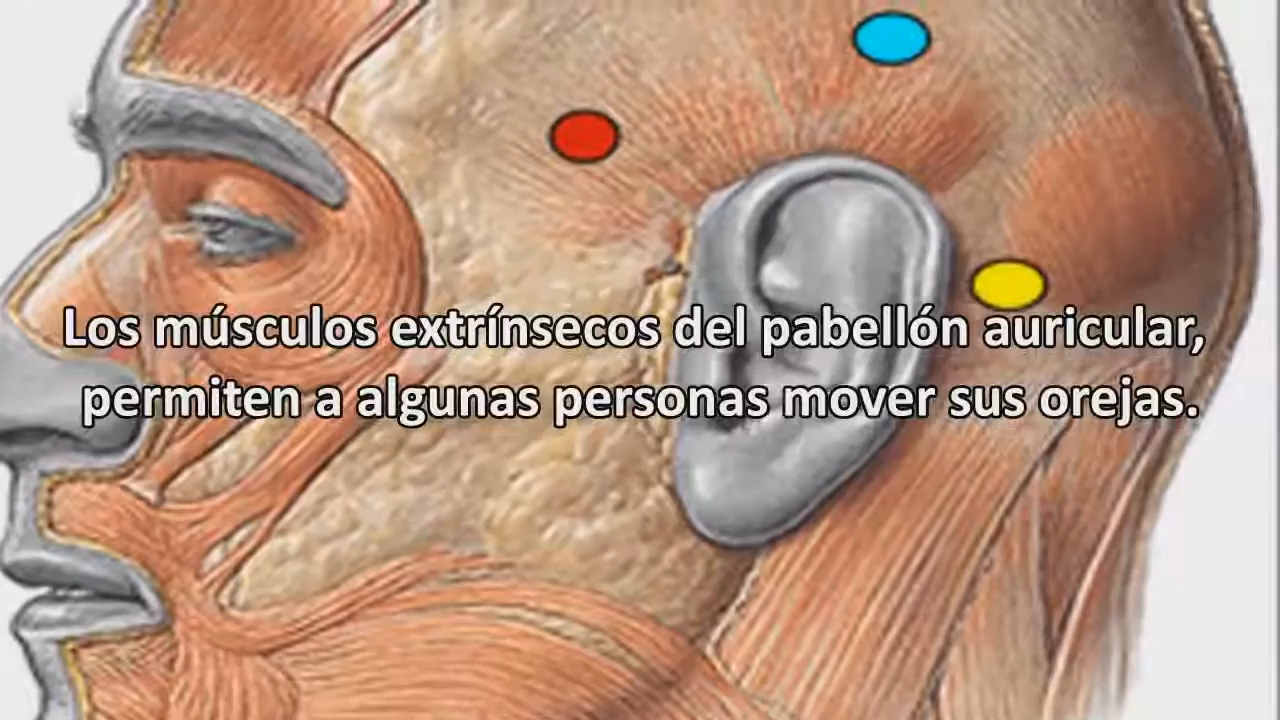 Los músculos extrínsecos del pabellón auricular,
permiten a algunas personas mover sus orejas.